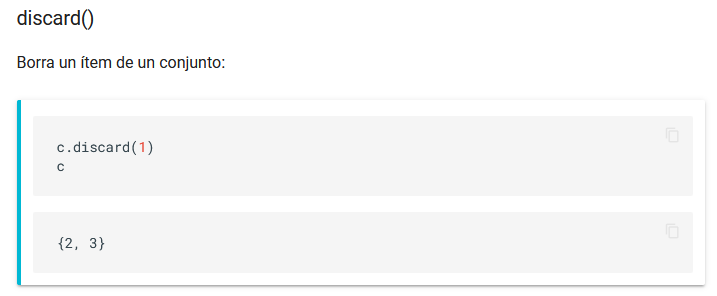 discard()
Borra un ítem de un conjunto:
c.discard(1)
c
{2, 3}